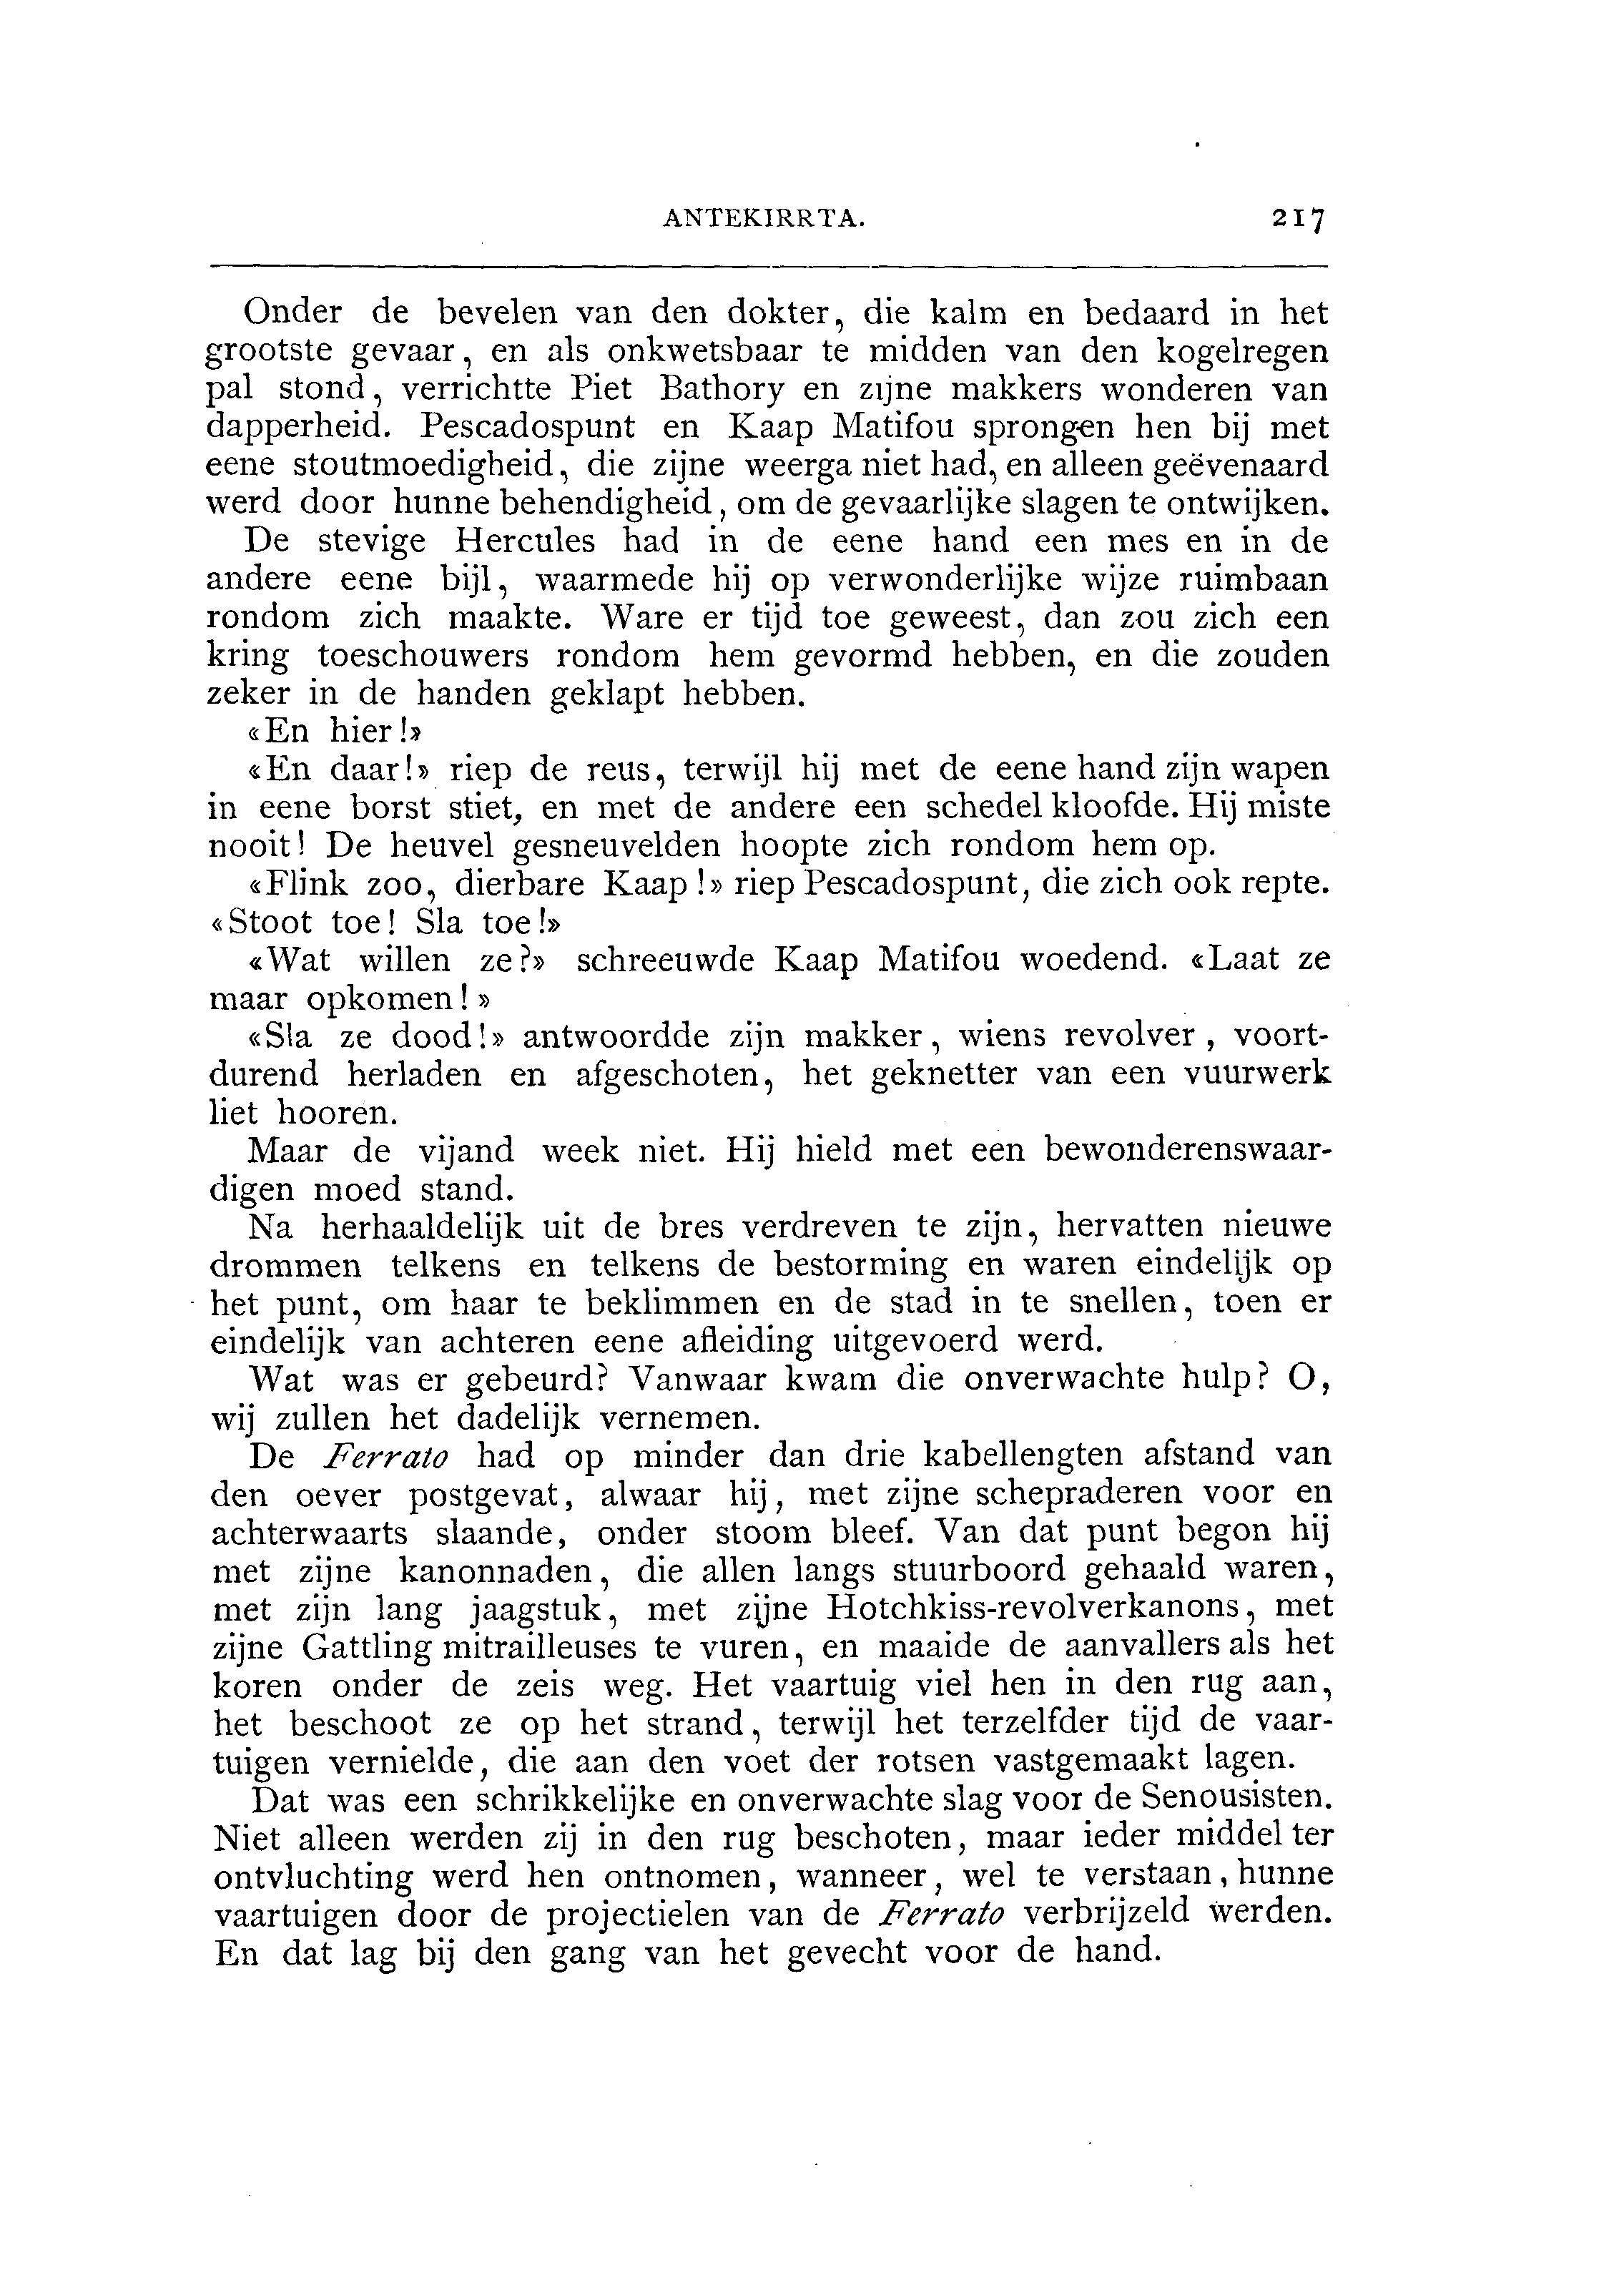 ANTEKIRRTA. 217
Onder de bevelen van den dokter, die kalm en bedaard in het
grootste gevaar, en als onkwetsbaar te midden van den kogelregen
pal stond, verrichtte Piet Bathory en zijne makkers wonderen van
dapperheid. Pescadospunt en Kaap Matifou sprongen hen bij met
eene stoutmoedigheid, die zijne weerga niet had, en alleen geëvenaard
werd door hunne behendigheid, om de gevaarlijke slagen te ontwijken.
De stevige Hercules had in de eene hand een mes en in de
andere eene bijl, waarmede hij op verwonderlijke wijze ruimbaan
rondom zich maakte. Ware er tijd toe geweest, dan zou zich een
kring toeschouwers rondom hem gevormd hebben, en die zouden
zeker in de handen geklapt hebben.
«En hier!»
«En daar!» riep de reus, terwijl hij met de eene hand zijn wapen
in eene borst stiet, en met de andere een schedel kloofde. Hij miste
nooit! De heuvel gesneuvelden hoopte zich rondom hem op.
«Flink zoo, dierbare Kaap!» riep Pescadospunt, die zich ook repte.
«Stoot toe! Sla toe!»
«Wat willen ze?» schreeuwde Kaap Matifou woedend. «Laat ze
maar opkomen!»
«Sla ze dood!» antwoordde zijn makker, wiens revolver, voort-
durend herladen en afgeschoten, het geknetter van een vuurwerk
liet hooren.
Maar de vijand week niet. Hij hield met een bewonderenswaar-
digen moed stand.
Na herhaaldelijk uit de bres verdreven te zijn, hervatten nieuwe
drommen telkens en telkens de bestorming en waren eindelijk op
het punt, om haar te beklimmen en de stad in te snellen, toen er
eindelijk van achteren eene afleiding uitgevoerd werd.
Wat was er gebeurd? Vanwaar kwam die onverwachte hulp? O,
wij zullen het dadelijk vernemen.
De Ferrato had op minder dan drie kabellengten afstand van
den oever postgevat, alwaar hij, met zijne schepraderen voor en
achterwaarts slaande, onder stoom bleef. Van dat punt begon hij
met zijne kanonnaden, die allen langs stuurboord gehaald waren,
met zijn lang jaagstuk, met zijne Hotchkiss-revolverkanons, met
zijne Gattling mitrailleuses te vuren, en maaide de aanvallers als het
koren onder de zeis weg. Het vaartuig viel hen in den rug aan,
het beschoot ze op het strand, terwijl het terzelfder tijd de vaar-
tuigen vernielde, die aan den voet der rotsen vastgemaakt lagen.
Dat was een schrikkelijke en onverwachte slag voor de Senousisten.
Niet alleen werden zij in den rug beschoten, maar ieder middel ter
ontvluchting werd hen ontnomen, wanneer, wel te verstaan, hunne
vaartuigen door de projectielen van de Ferrato verbrijzeld werden.
En dat lag bij den gang van het gevecht voor de hand.